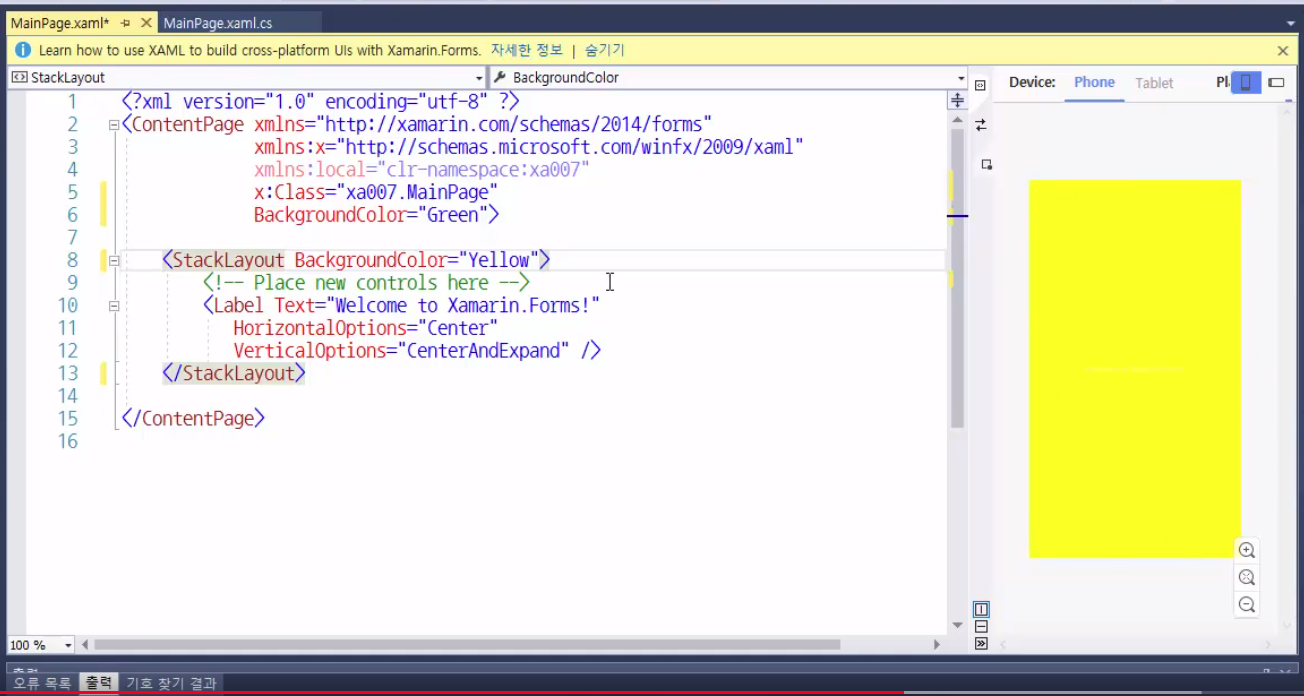 MainPage.xaml*
MainPage.xaml.cs
Learn how to use XAML to build cross-platform UIs with Xamarin.Forms. 자세한 정보 | 숨기기
StackLayout
BackgroundColor
Device: Phone Tablet
1 <?xml version="1.0" encoding="utf-8" ?>
2 <ContentPage xmlns="http://xamarin.com/schemas/2014/forms"
3 xmlns:x="http://schemas.microsoft.com/winfx/2009/xaml"
4 xmlns:local="clr-namespace:xa007"
5 x:Class="xa007.MainPage"
6 BackgroundColor="Green">
7
8 <StackLayout BackgroundColor="Yellow">
9 <!-- Place new controls here -->
10 <Label Text="Welcome to Xamarin.Forms!"
11 HorizontalOptions="Center"
12 VerticalOptions="CenterAndExpand" />
13 </StackLayout>
14
15 </ContentPage>
16
100 %
오류 목록 출력 기호 찾기 결과